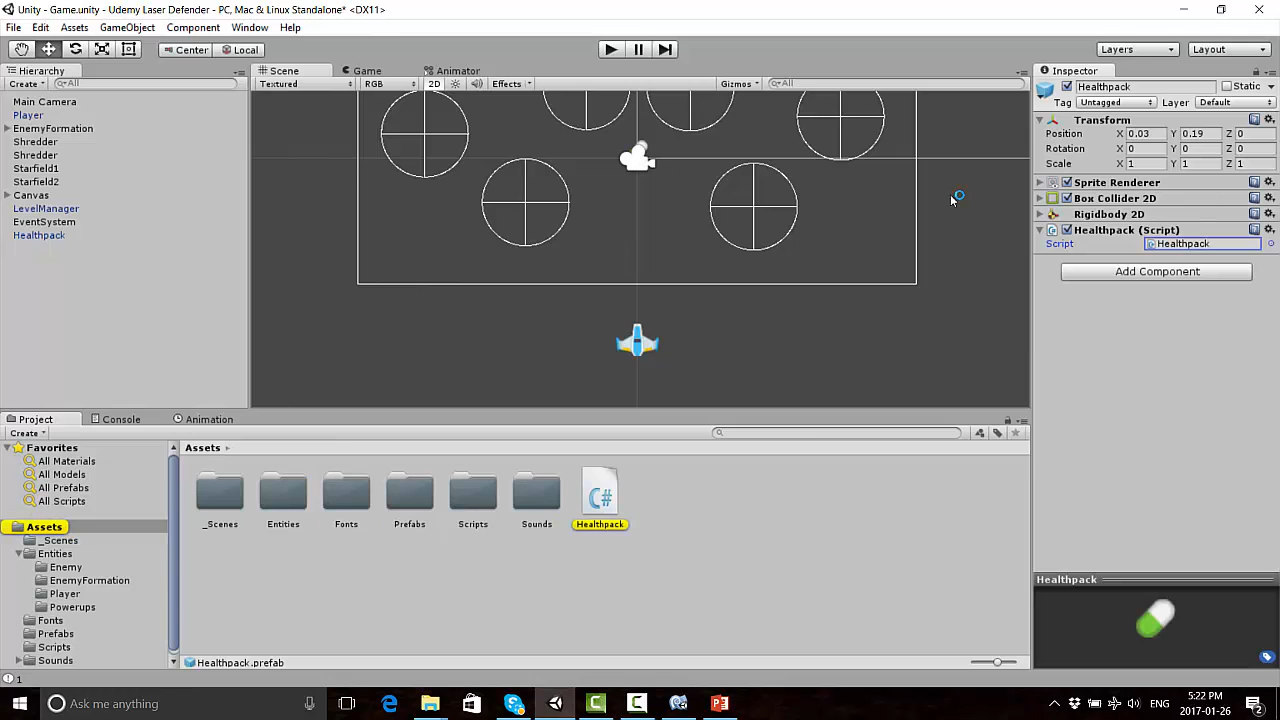 Unity - Game.unity - Udemy Laser Defender - PC, Mac & Linux Standalone* <DX11>
File Edit Assets GameObject Component Window Help
Center Local Layers Layout
Hierarchy
Create All
Main Camera
Player
EnemyFormation
Shredder
Shredder
Starfield1
Starfield2
Canvas
LevelManager
EventSystem
Healthpack
Scene Game Animator
Textured RGB 2D Effects Gizmos All
Inspector
Healthpack Static
Tag Untagged Layer Default
Transform
Position X 0.03 Y 0.19 Z 0
Rotation X 0 Y 0 Z 0
Scale X 1 Y 1 Z 1
Sprite Renderer
Box Collider 2D
Rigidbody 2D
Healthpack (Script)
Script Healthpack
Add Component
Project Console Animation
Create
Favorites
All Materials
All Models
All Prefabs
All Scripts
Assets
_Scenes
Entities
Enemy
EnemyFormation
Player
Powerups
Fonts
Prefabs
Scripts
Sounds
Assets
C#
_Scenes Entities Fonts Prefabs Scripts Sounds Healthpack
Healthpack.prefab
Healthpack
1
Ask me anything
ENG
5:22 PM
2017-01-26